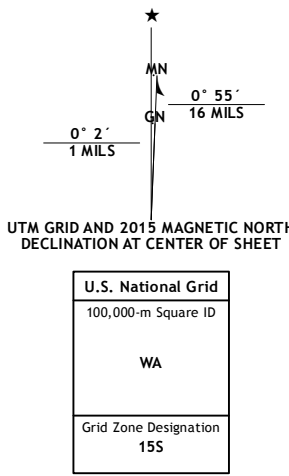 ★
MN
0° 55´
16 MILS
GN
0° 2´
1 MILS
UTM GRID AND 2015 MAGNETIC NORTH
DECLINATION AT CENTER OF SHEET
U.S. National Grid
100,000-m Square ID
WA
Grid Zone Designation
15S